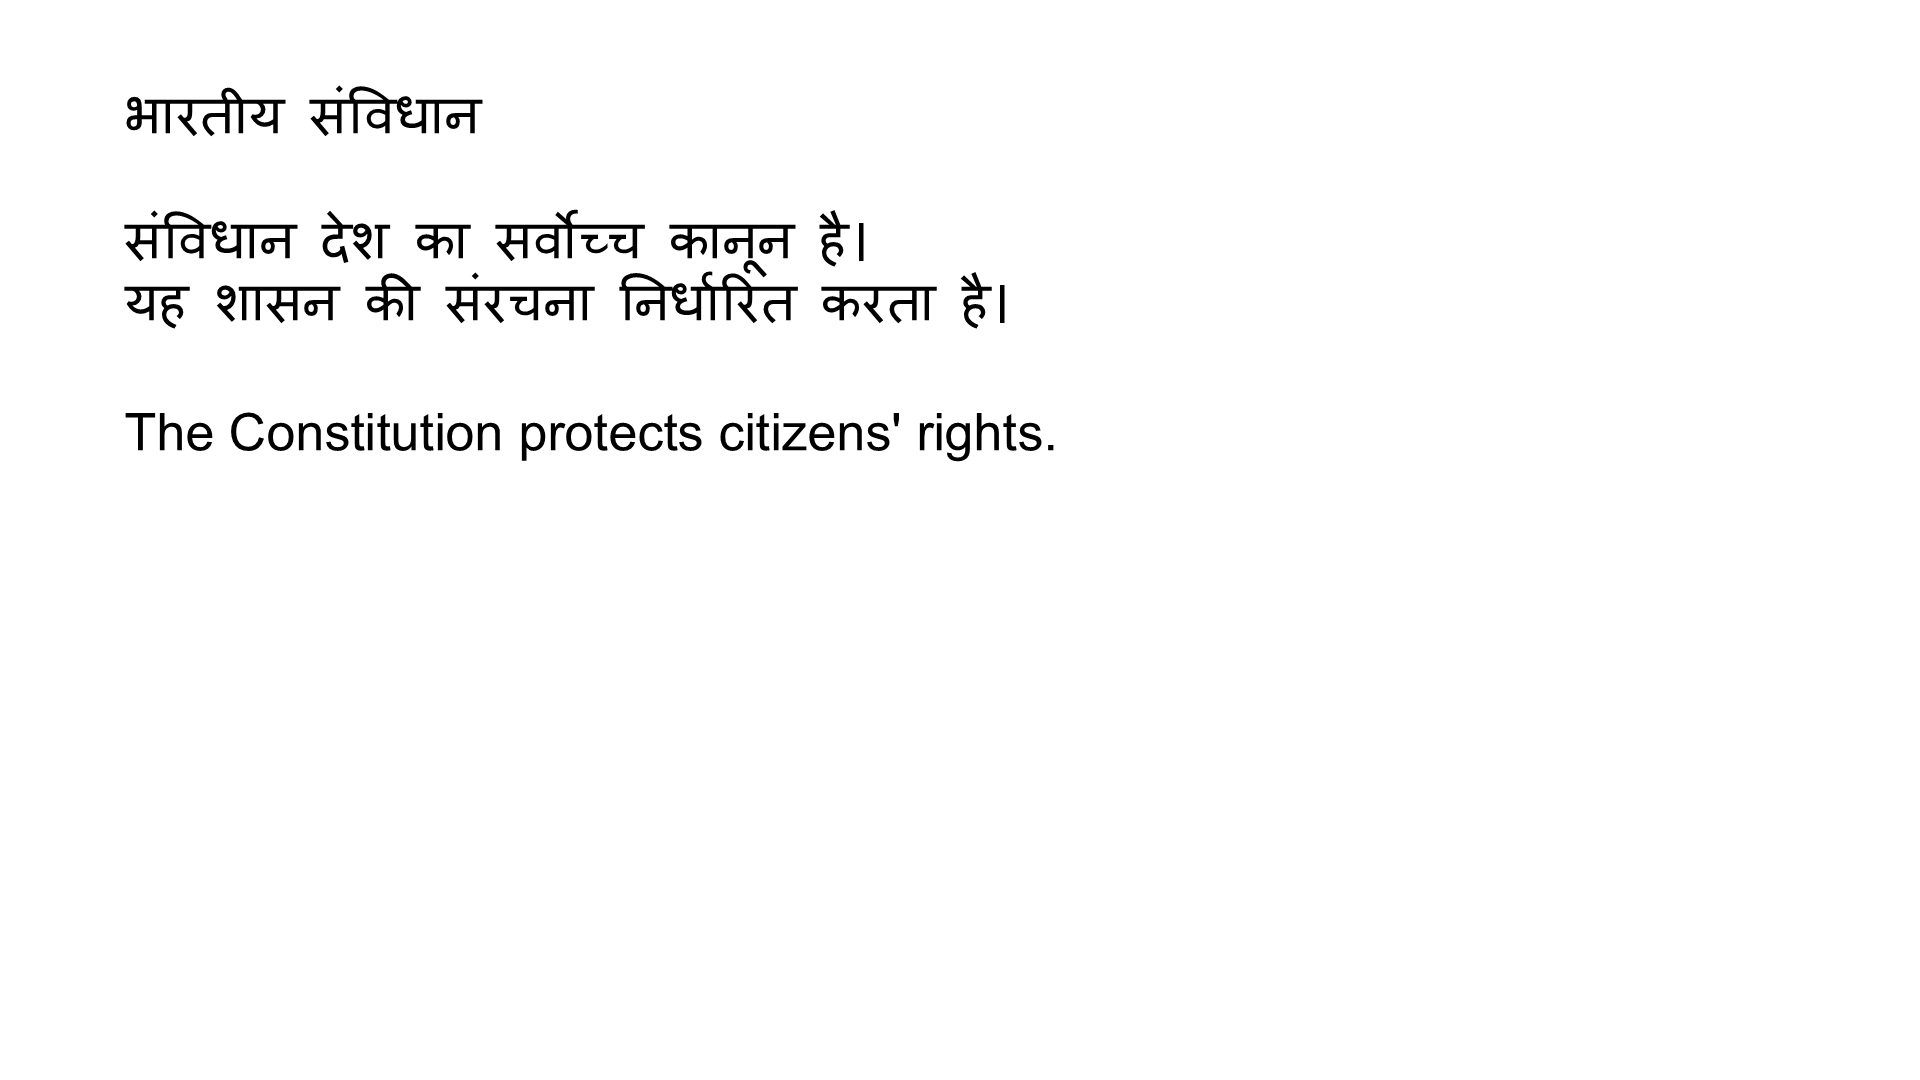 भारतीय संविधान
संविधान देश का सर्वोच्च कानून है।
यह शासन की संरचना निर्धारित करता है।
The Constitution protects citizens' rights.